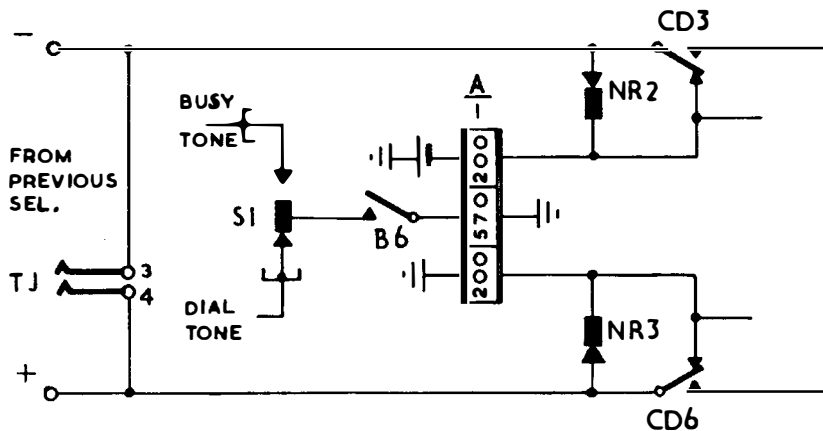 CD3
−
NR2
A
1
BUSY
TONE
200
FROM
PREVIOUS
SEL.
S1
B6
570
TJ
3
4
200
DIAL
TONE
NR3
+
CD6